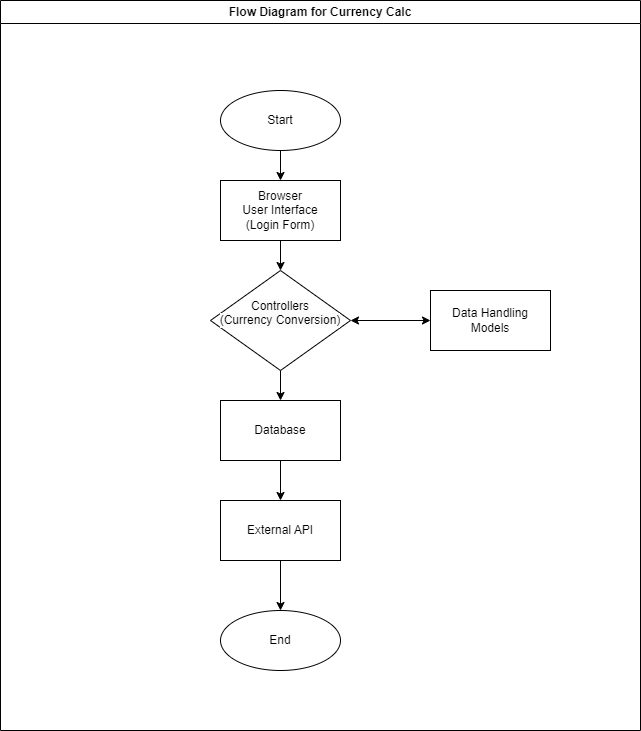 Flow Diagram for Currency Calc
Start
Browser
User Interface
(Login Form)
Controllers
(Currency Conversion)
Data Handling
Models
Database
External API
End